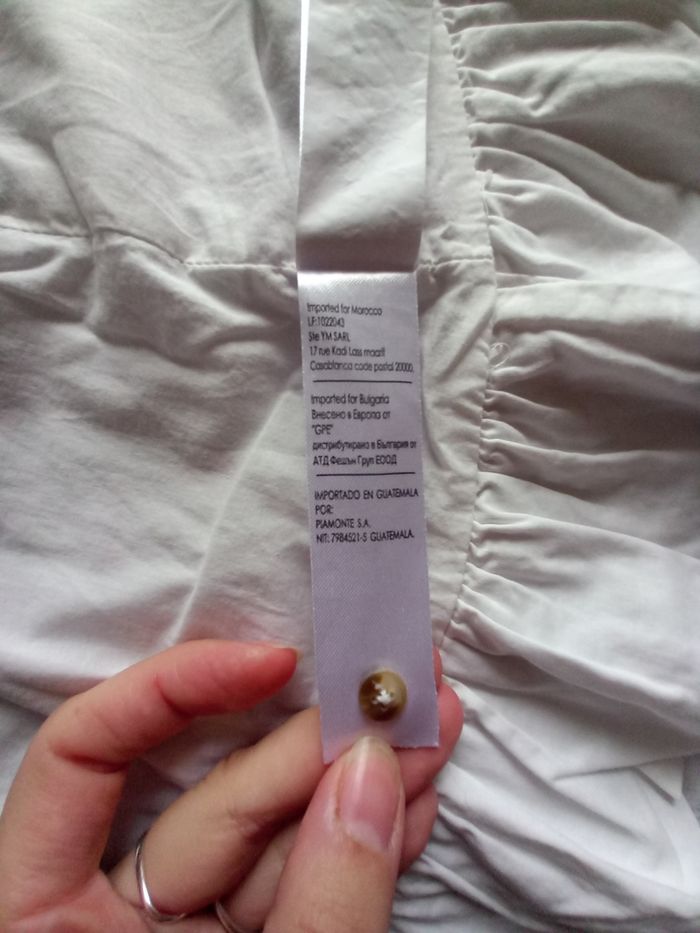 Imported for Morocco
LF:1022043
Ste YM SARL
17 rue Kadi Lass maarif
Casablanca code postal 20000
Imported for Bulgaria
Внесено в Европа от
"GPE"
дистрибутирано в България от
АТД Фешън Груп ЕООД
IMPORTADO EN GUATEMALA
POR:
PIAMONTE S.A.
NIT: 7984521-5 GUATEMALA.